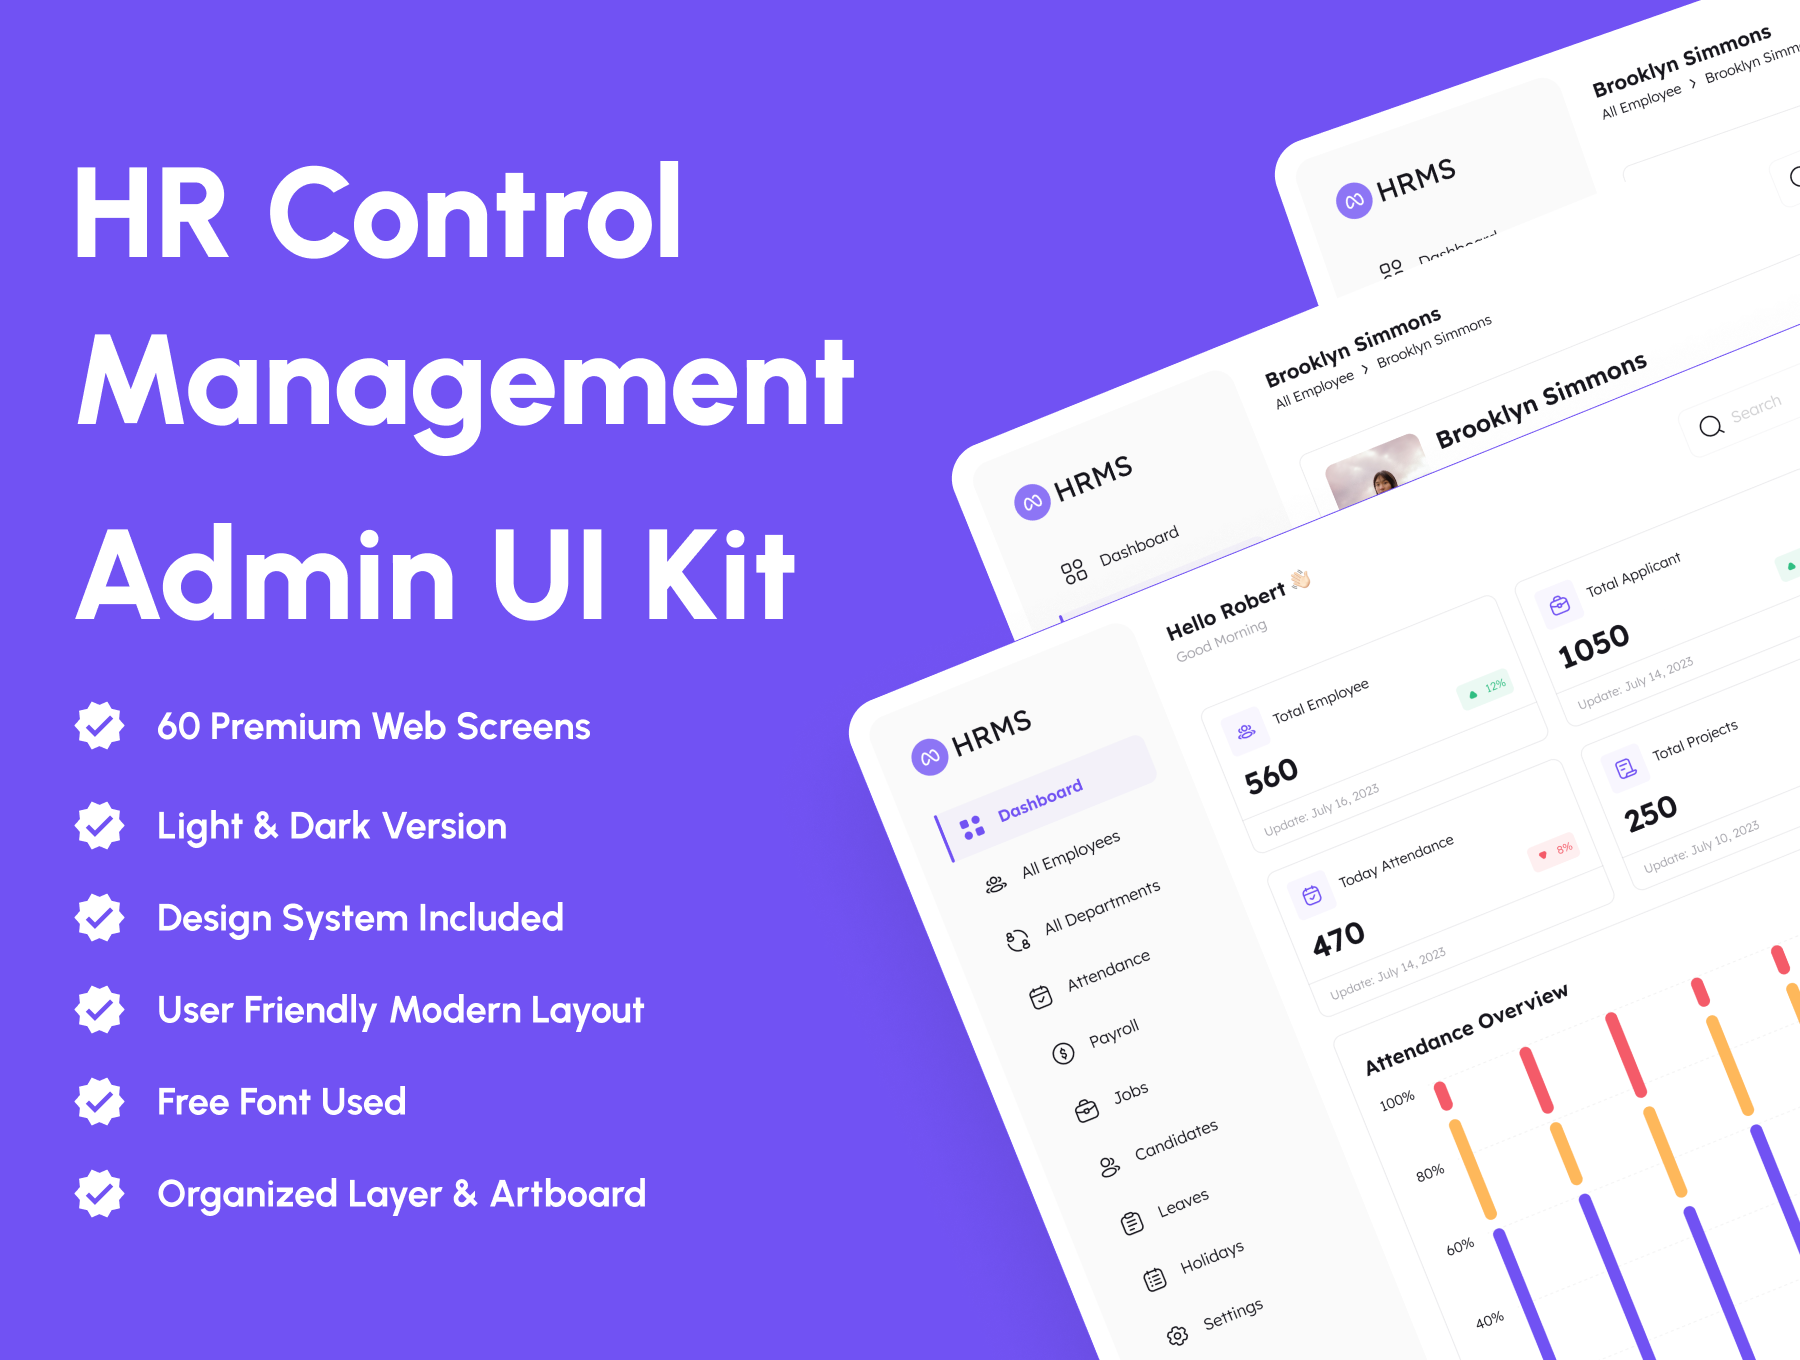 HR Control
Management
Admin UI Kit
60 Premium Web Screens
Light & Dark Version
Design System Included
User Friendly Modern Layout
Free Font Used
Organized Layer & Artboard
HRMS
Brooklyn Simmons
All Employee > Brooklyn
Dashboard
HRMS
Brooklyn Simmons
All Employee > Brooklyn Simmons
Brooklyn Simmons
Dashboard
HRMS
Dashboard
All Employees
All Departments
Attendance
Payroll
Jobs
Candidates
Leaves
Holidays
Settings
Hello Robert 👋🏻
Good Morning
Search
Total Employee
560
12%
Update: July 16, 2023
Total Applicant
1050
Update: July 14, 2023
Today Attendance
470
8%
Update: July 14, 2023
Total Projects
250
Update: July 10, 2023
Attendance Overview
100%
80%
60%
40%